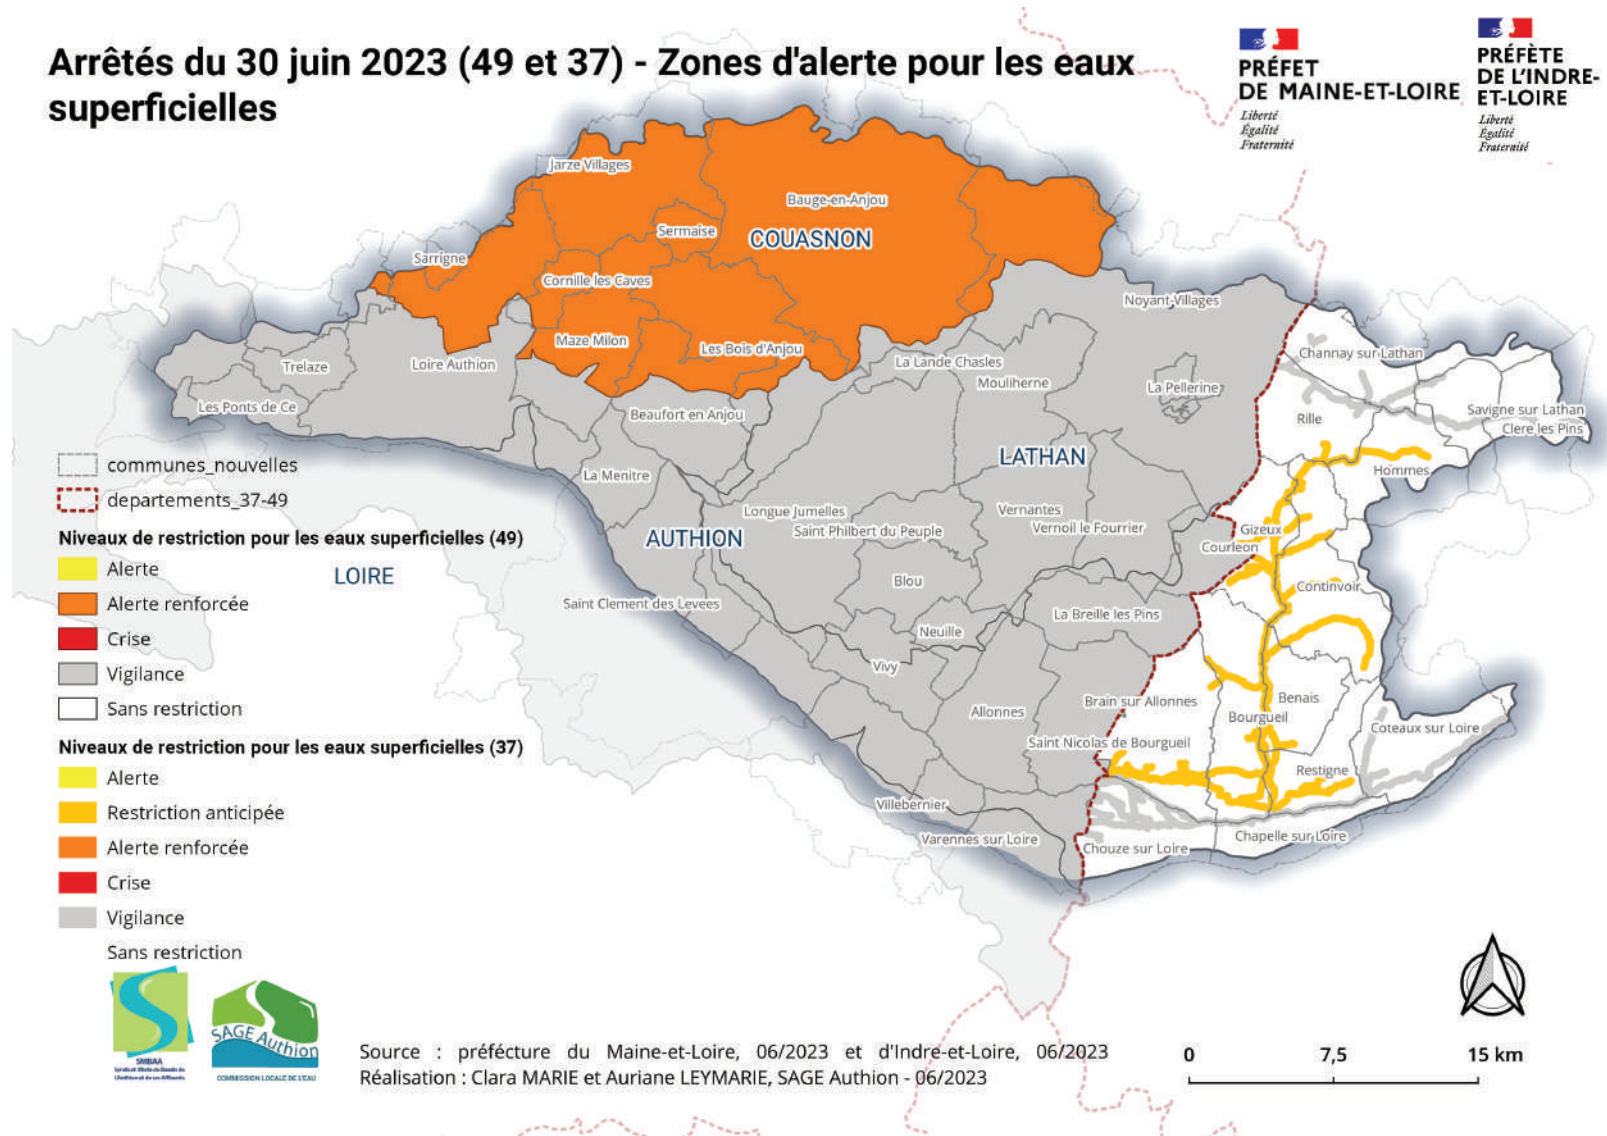 Arrêtés du 30 juin 2023 (49 et 37) - Zones d'alerte pour les eaux
superficielles
PRÉFET
DE MAINE-ET-LOIRE
Liberté
Égalité
Fraternité
PRÉFÈTE
DE L'INDRE-
ET-LOIRE
Liberté
Égalité
Fraternité
Jarze Villages
Bauge-en-Anjou
Sermaise
COUASNON
Sarrigne
Cornille les Caves
Noyant-Villages
Maze Milon
Les Bois d'Anjou
Channay sur Lathan
Trelaze
Loire Authion
La Lande Chasles
Mouliherne
La Pellerine
Les Ponts de Ce
Beaufort en Anjou
Rille
Savigne sur Lathan
Clere les Pins
LATHAN
Hommes
La Menitre
Longue Jumelles
Vernantes
Saint Philbert du Peuple
Vernoil le Fourrier
Gizeux
AUTHION
Courleon
LOIRE
Blou
Continvoir
Saint Clement des Levees
La Breille les Pins
Neuille
Vivy
Brain sur Allonnes
Benais
Allonnes
Bourgueil
Coteaux sur Loire
Saint Nicolas de Bourgueil
Restigne
Villebernier
Varennes sur Loire
Chouze sur Loire
Chapelle sur Loire
communes_nouvelles
departements_37-49
Niveaux de restriction pour les eaux superficielles (49)
Alerte
Alerte renforcée
Crise
Vigilance
Sans restriction
Niveaux de restriction pour les eaux superficielles (37)
Alerte
Restriction anticipée
Alerte renforcée
Crise
Vigilance
Sans restriction
SMBAA
SAGE Authion
COMMISSION LOCALE DE L'EAU
Source : préfécture du Maine-et-Loire, 06/2023 et d'Indre-et-Loire, 06/2023
Réalisation : Clara MARIE et Auriane LEYMARIE, SAGE Authion - 06/2023
0 7,5 15 km